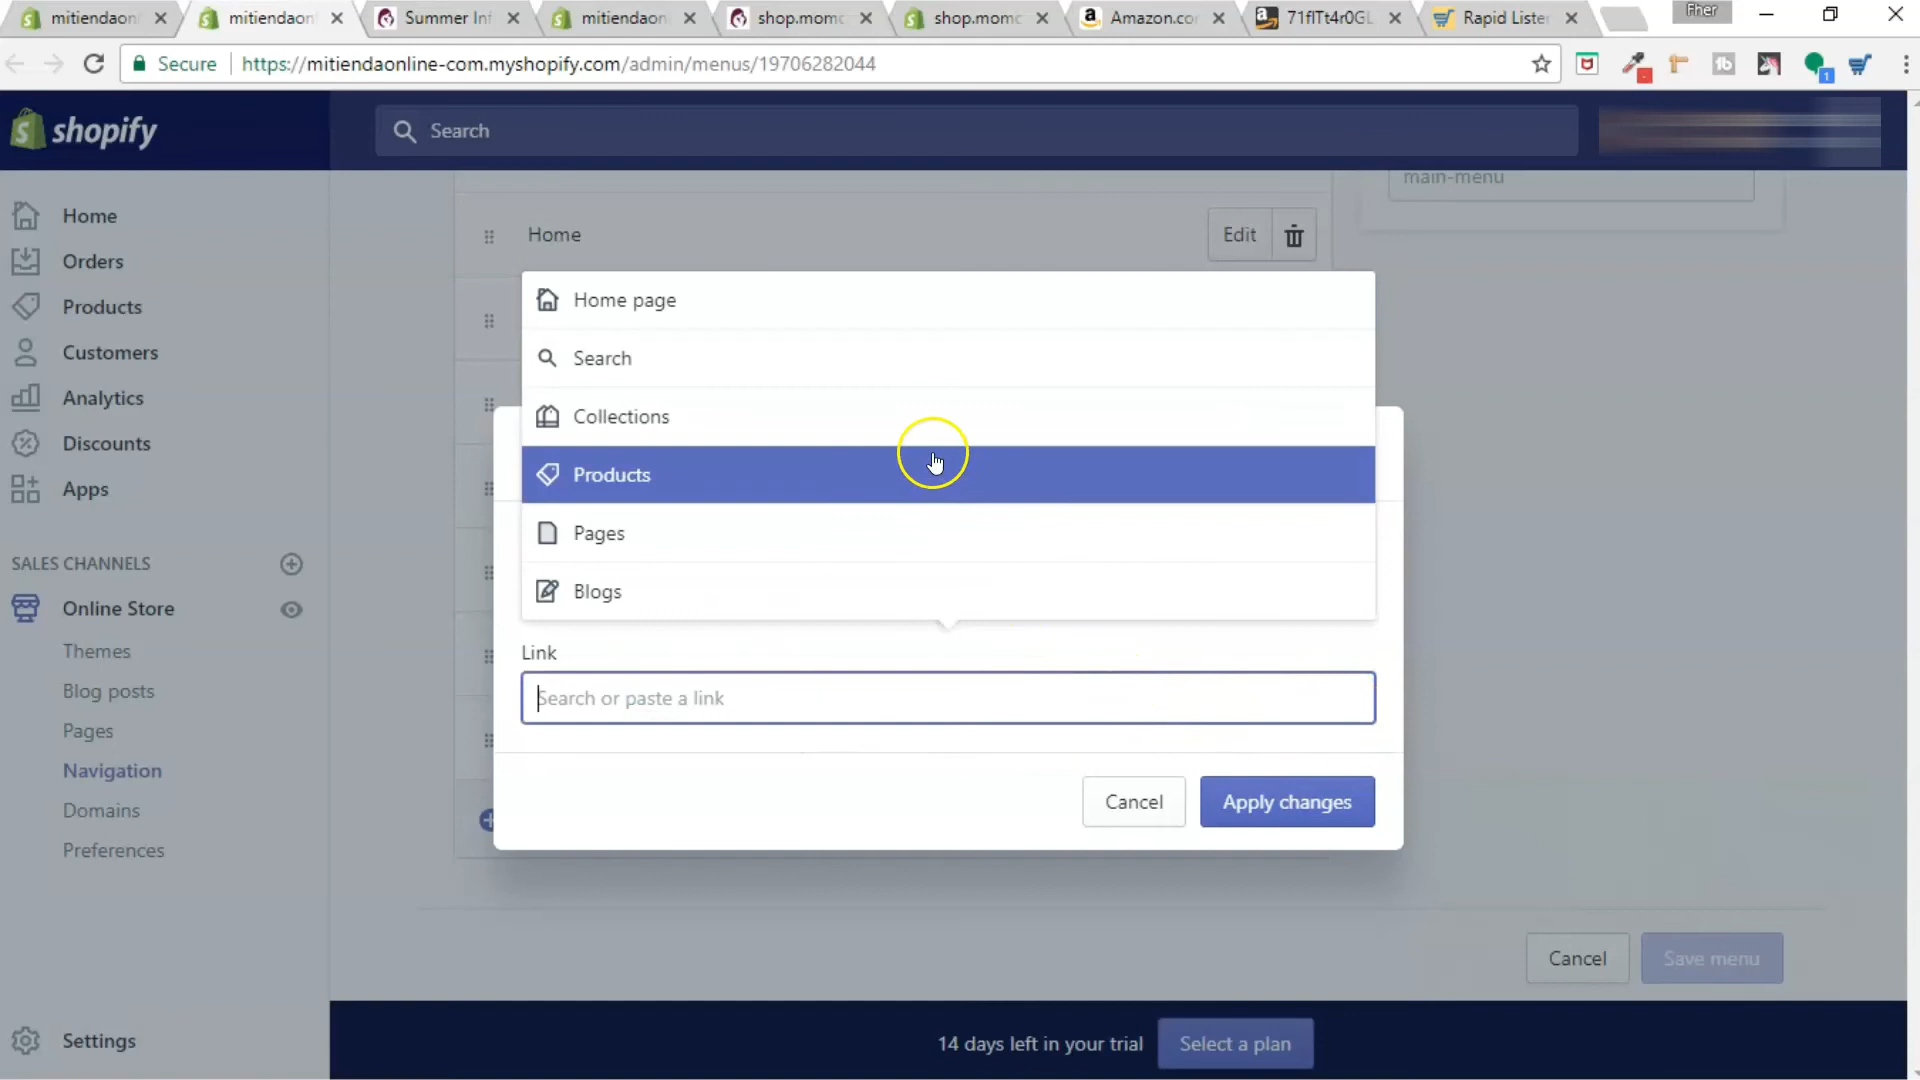 mitiendaon
mitiendaon
Summer Inf
mitiendaon
shop.momc
shop.momc
Amazon.co
71fITt4r0GL
Rapid Liste
Fher
Secure
https://mitiendaonline-com.myshopify.com/admin/menus/19706282044
1
shopify
Search
main-menu
Home
Orders
Products
Customers
Analytics
Discounts
Apps
SALES CHANNELS
Online Store
Themes
Blog posts
Pages
Navigation
Domains
Preferences
Settings
Home
Edit
Home page
Search
Collections
Products
Pages
Blogs
Link
Search or paste a link
Cancel
Apply changes
Cancel
Save menu
14 days left in your trial
Select a plan